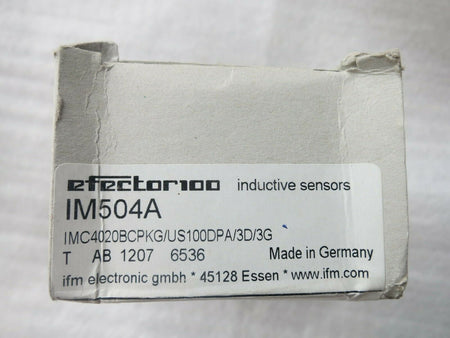 efector100 inductive sensors
IM504A
IMC4020BCPKG/US100DPA/3D/3G
T AB 1207 6536 Made in Germany
ifm electronic gmbh * 45128 Essen * www.ifm.com